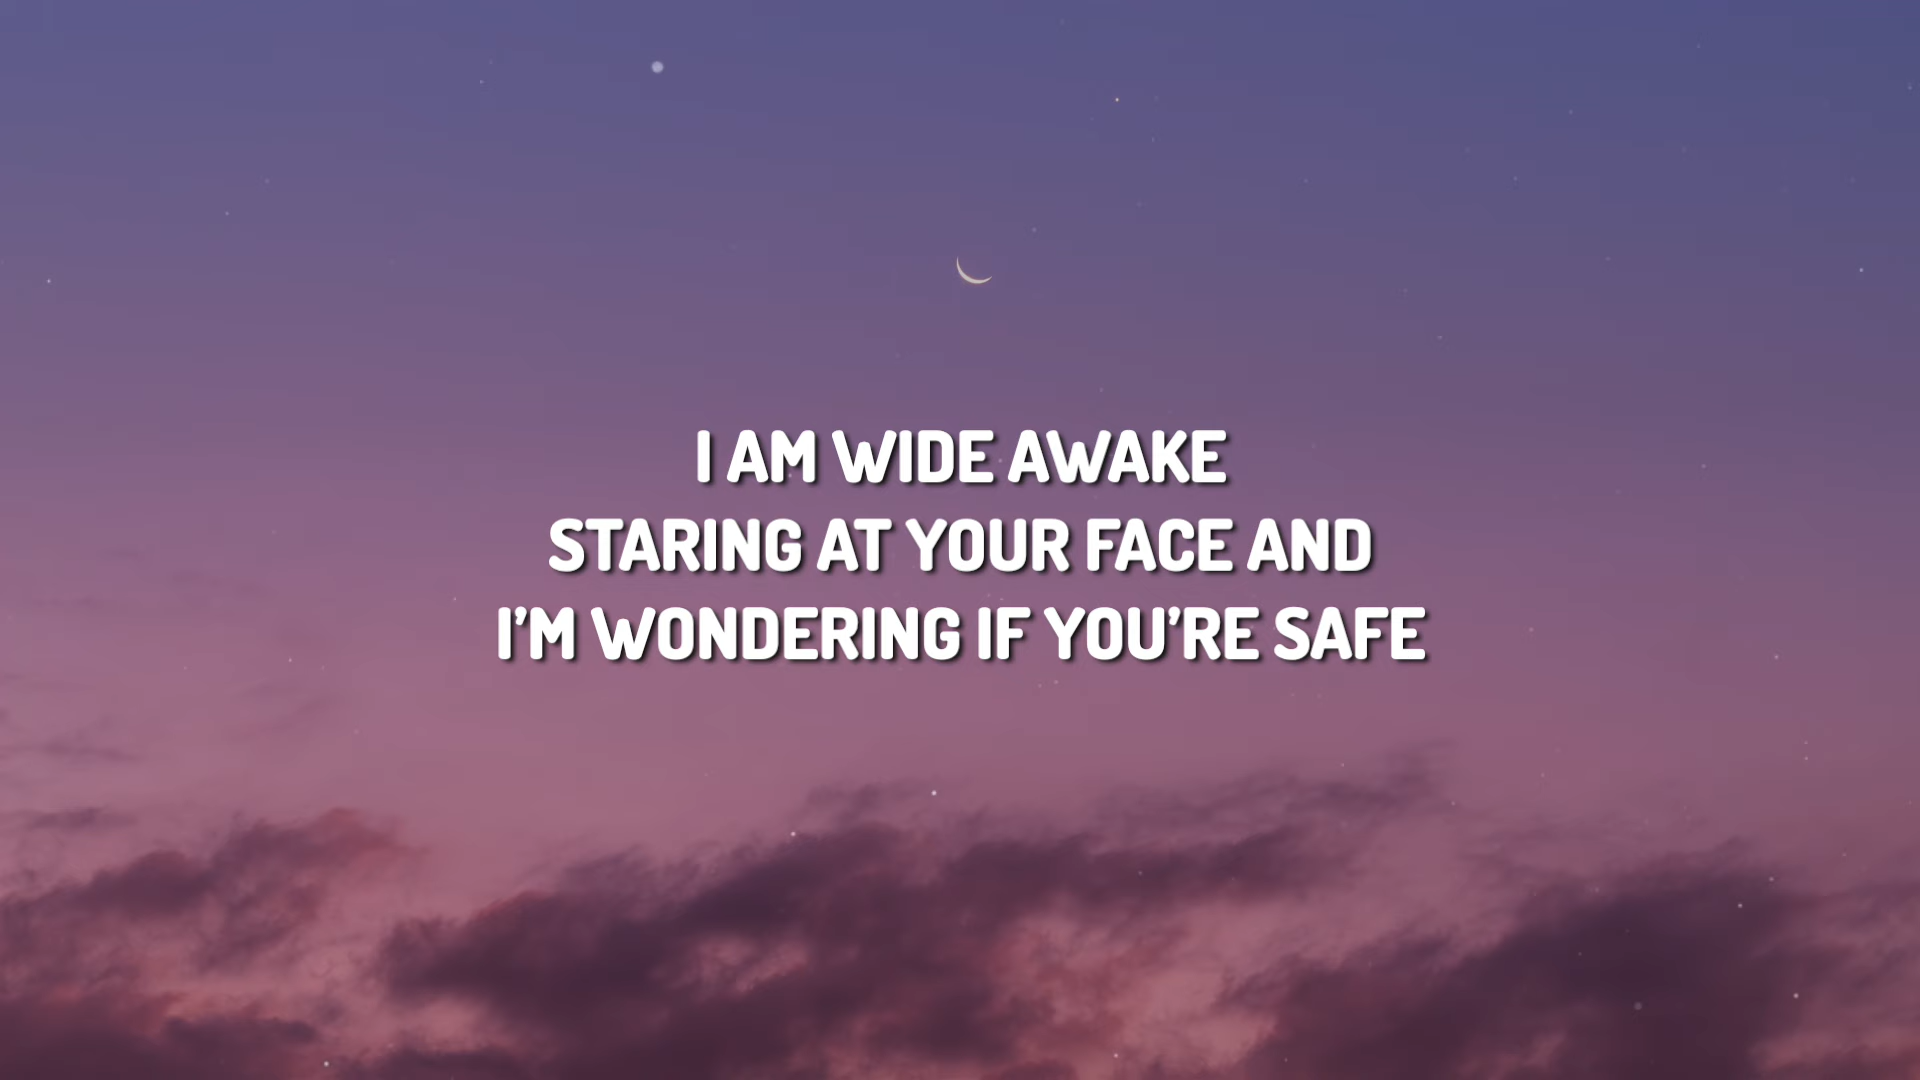 I AM WIDE AWAKE
STARING AT YOUR FACE AND
I’M WONDERING IF YOU’RE SAFE